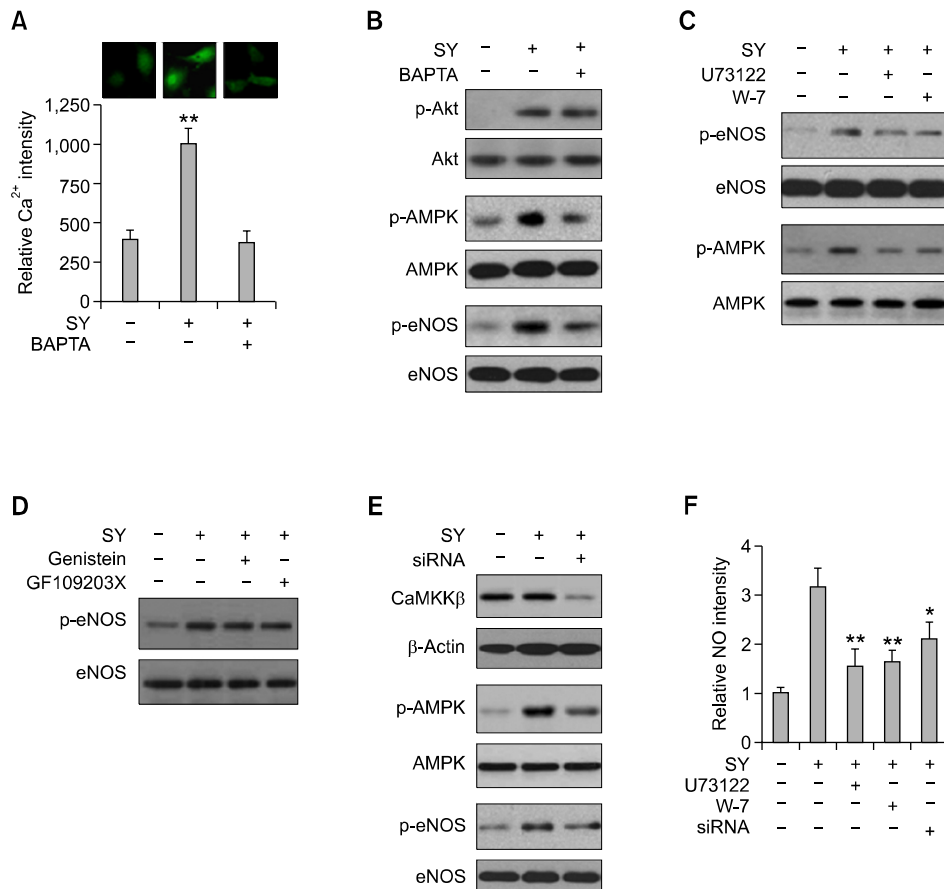 A
1,250
1,000
750
500
250
0
Relative Ca²⁺ intensity
**
SY – + +
BAPTA – – +
B
SY – + +
BAPTA – – +
p-Akt
Akt
p-AMPK
AMPK
p-eNOS
eNOS
C
SY – + + +
U73122 – – + –
W-7 – – – +
p-eNOS
eNOS
p-AMPK
AMPK
D
SY – + + +
Genistein – – + –
GF109203X – – – +
p-eNOS
eNOS
E
SY – + +
siRNA – – +
CaMKKβ
β-Actin
p-AMPK
AMPK
p-eNOS
eNOS
F
4
3
2
1
0
Relative NO intensity
** ** *
SY – + + + +
U73122 – – + – –
W-7 – – – + –
siRNA – – – – +